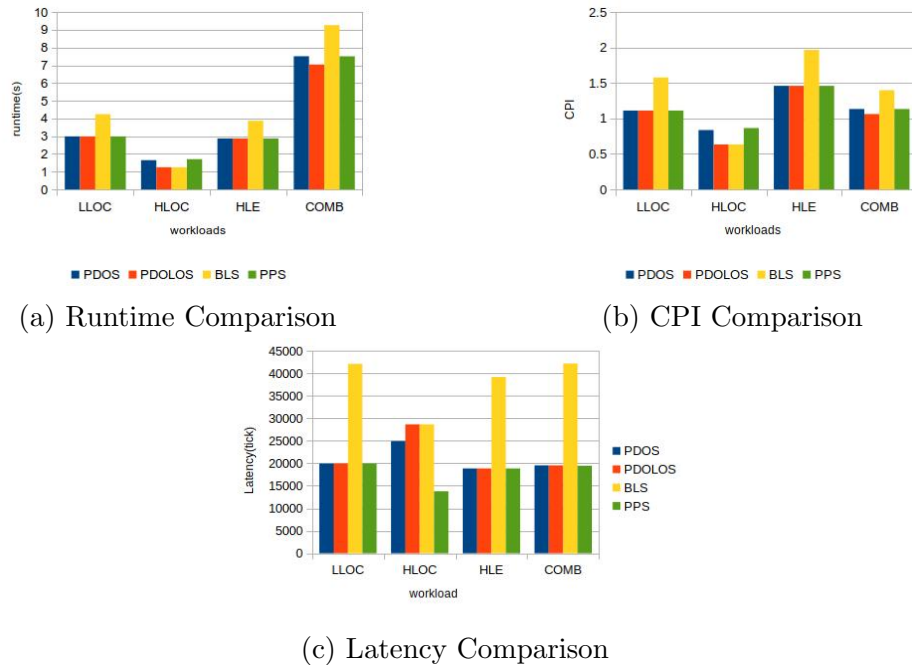 10
9
8
7
6
5
4
3
2
1
0
runtime(s)
LLOC HLOC HLE COMB
workloads
PDOS PDOLOS BLS PPS
(a) Runtime Comparison
2.5
2
1.5
1
0.5
0
CPI
LLOC HLOC HLE COMB
workloads
PDOS PDOLOS BLS PPS
(b) CPI Comparison
45000
40000
35000
30000
25000
20000
15000
10000
5000
0
Latency(tick)
LLOC HLOC HLE COMB
workload
PDOS
PDOLOS
BLS
PPS
(c) Latency Comparison